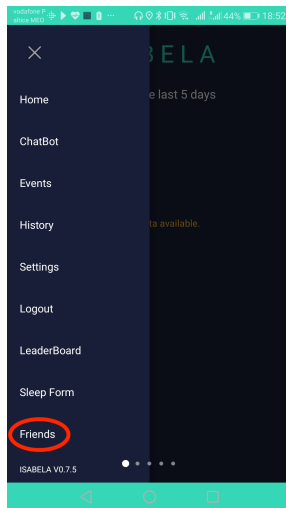 vodafone P
artice MEO
44% 18:52
BELA
e last 5 days
Home
ChatBot
Events
History
ta available.
Settings
Logout
LeaderBoard
Sleep Form
Friends
ISABELA V0.7.5